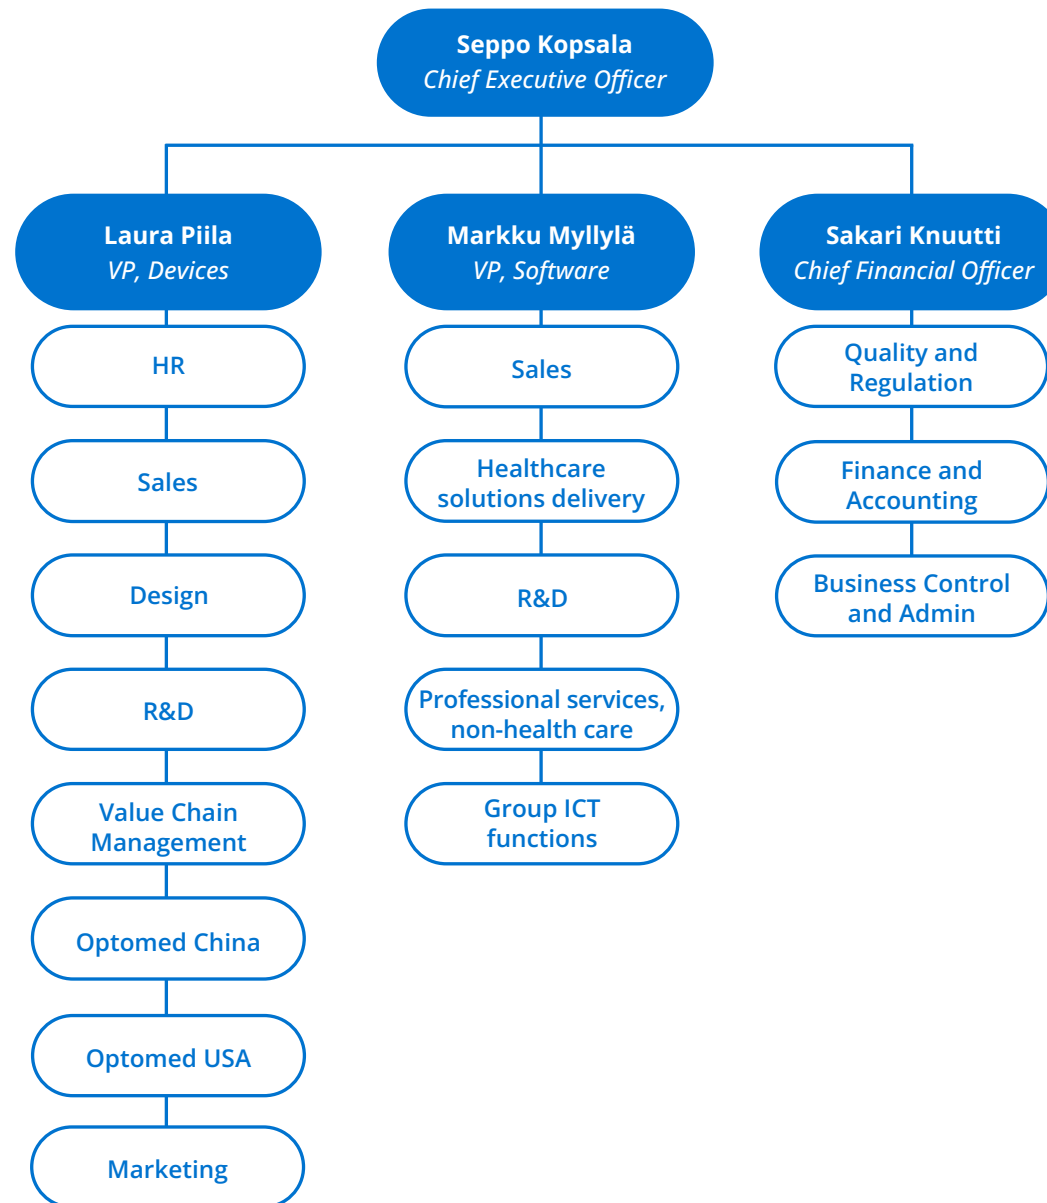 Seppo Kopsala
Chief Executive Officer
Laura Piila
VP, Devices
HR
Sales
Design
R&D
Value Chain
Management
Optomed China
Optomed USA
Marketing
Markku Myllylä
VP, Software
Sales
Healthcare
solutions delivery
R&D
Professional services,
non-health care
Group ICT
functions
Sakari Knuutti
Chief Financial Officer
Quality and
Regulation
Finance and
Accounting
Business Control
and Admin